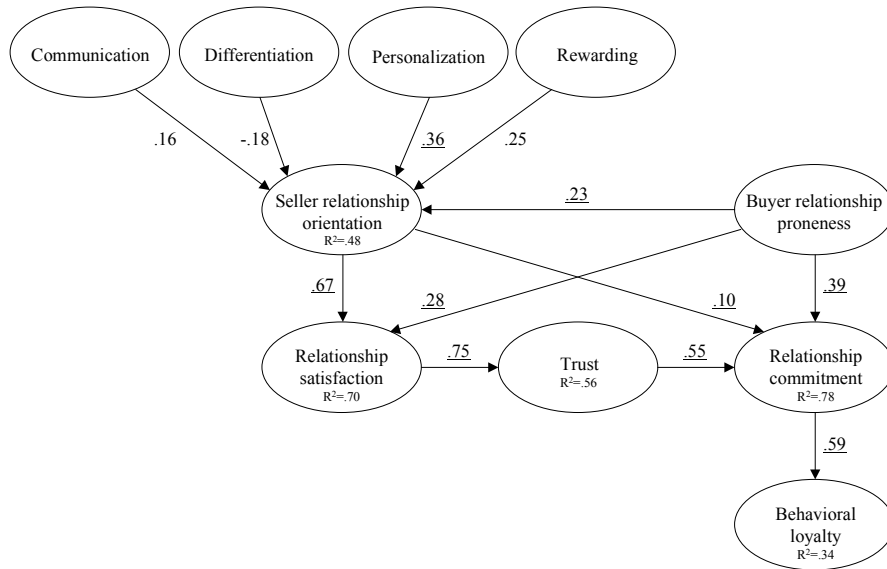 Communication
Differentiation
Personalization
Rewarding
.16
-.18
.36
.25
Seller relationship
orientation
R²=.48
.23
Buyer relationship
proneness
.67
.28
.10
.39
Relationship
satisfaction
R²=.70
.75
Trust
R²=.56
.55
Relationship
commitment
R²=.78
.59
Behavioral
loyalty
R²=.34